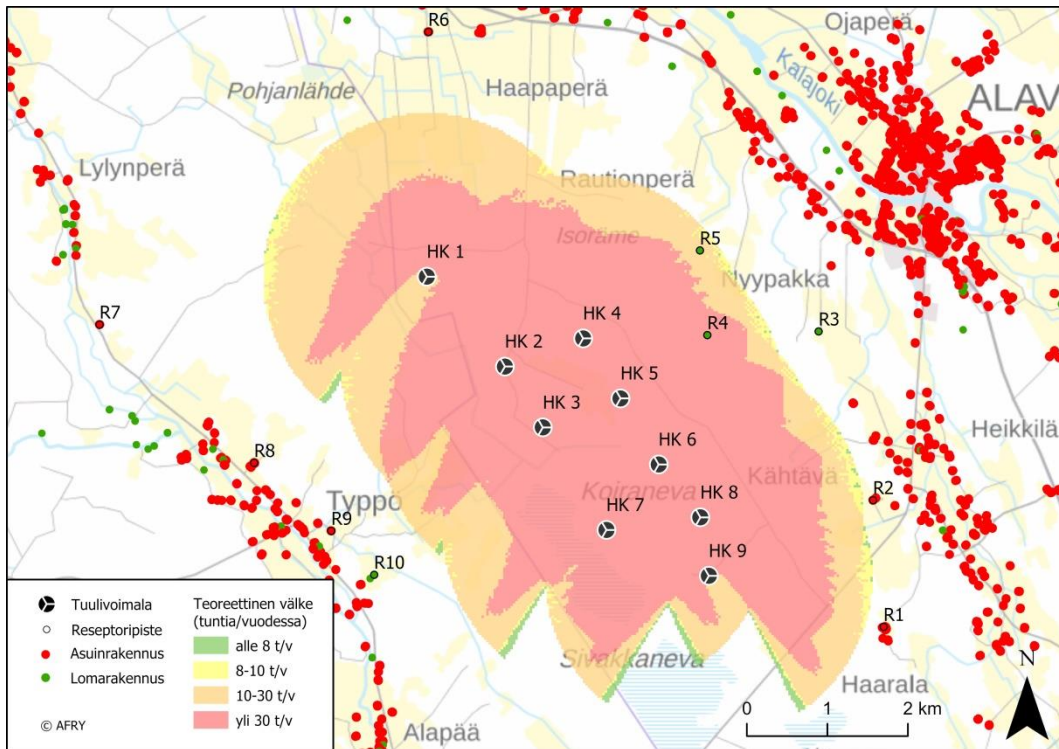 R6
Ojaperä
Kalajoki
Pohjanlähde
Haapaperä
ALAV
Lylynperä
Rautionperä
Isoräme
R5
HK 1
Nyypakka
R7
HK 4
R4
R3
HK 2
HK 5
HK 3
Heikkilä
R8
HK 6
Kähtävä
Typpö
Koiraneva
R2
HK 7
HK 8
R9
R10
HK 9
R1
Sivakkaneva
Haarala
Alapää
N
0 1 2 km
Tuulivoimala
Reseptoripiste
Asuinrakennus
Lomarakennus
© AFRY
Teoreettinen välke
(tuntia/vuodessa)
alle 8 t/v
8-10 t/v
10-30 t/v
yli 30 t/v